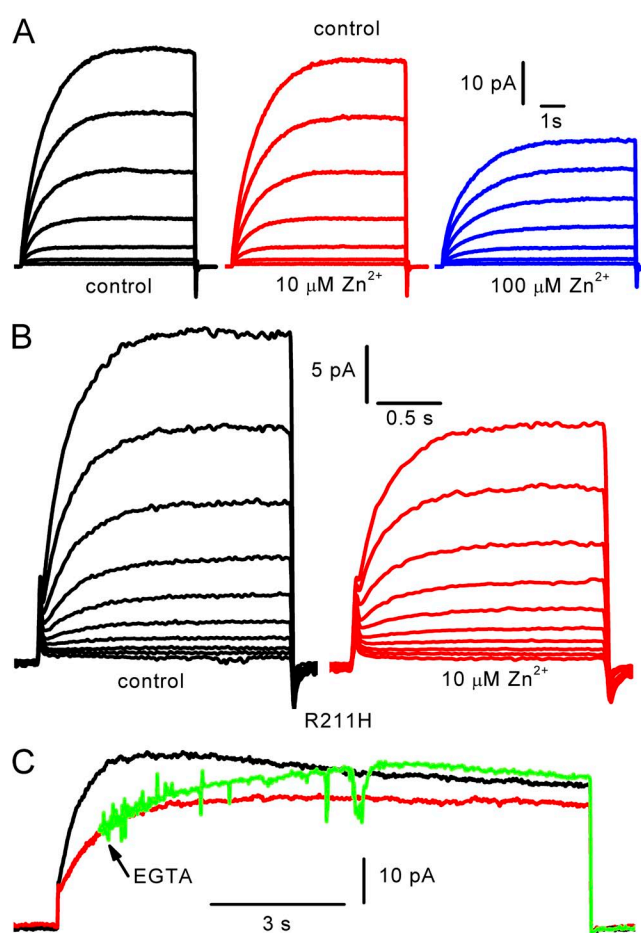 A
control
10 pA
1s
control
10 μM Zn²⁺
100 μM Zn²⁺
B
5 pA
0.5 s
control
10 μM Zn²⁺
R211H
C
EGTA
10 pA
3 s